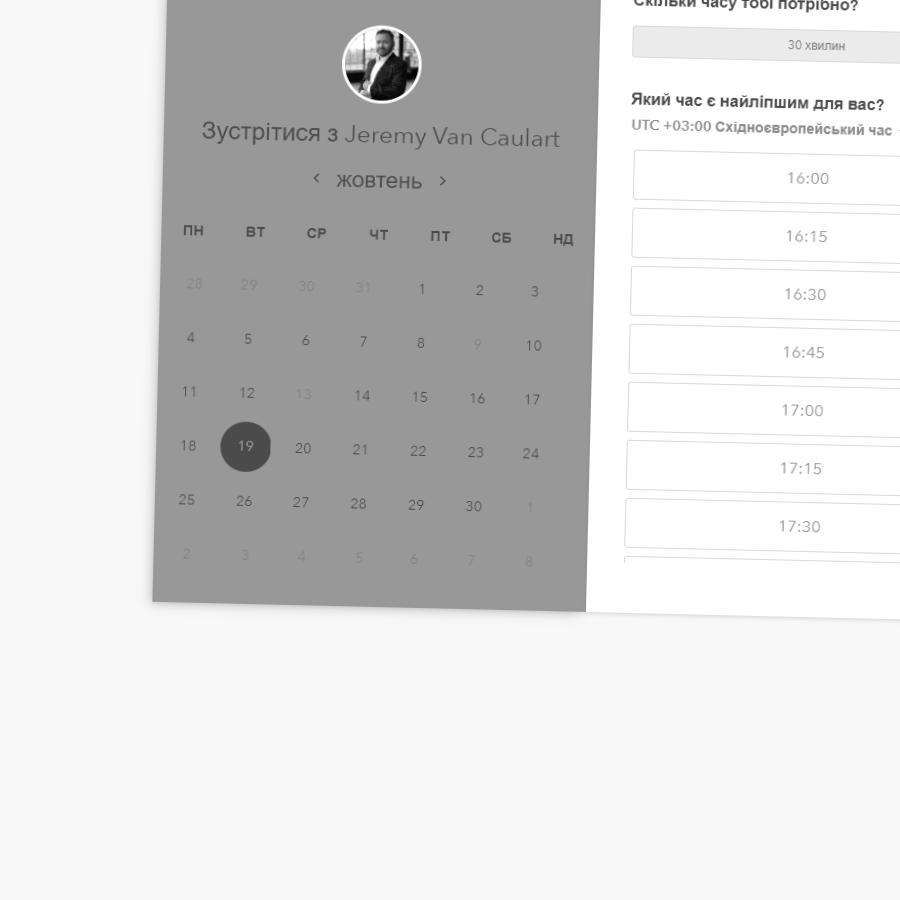 Зустрітися з Jeremy Van Caulart
жовтень
ПН ВТ СР ЧТ ПТ СБ НД
28 29 30 31 1 2 3
4 5 6 7 8 9 10
11 12 13 14 15 16 17
18 19 20 21 22 23 24
25 26 27 28 29 30 1
2 3 4 5 6 7 8
Скільки часу тобі потрібно?
30 хвилин
Який час є найліпшим для вас?
UTC +03:00 Східноєвропейський час
16:00
16:15
16:30
16:45
17:00
17:15
17:30